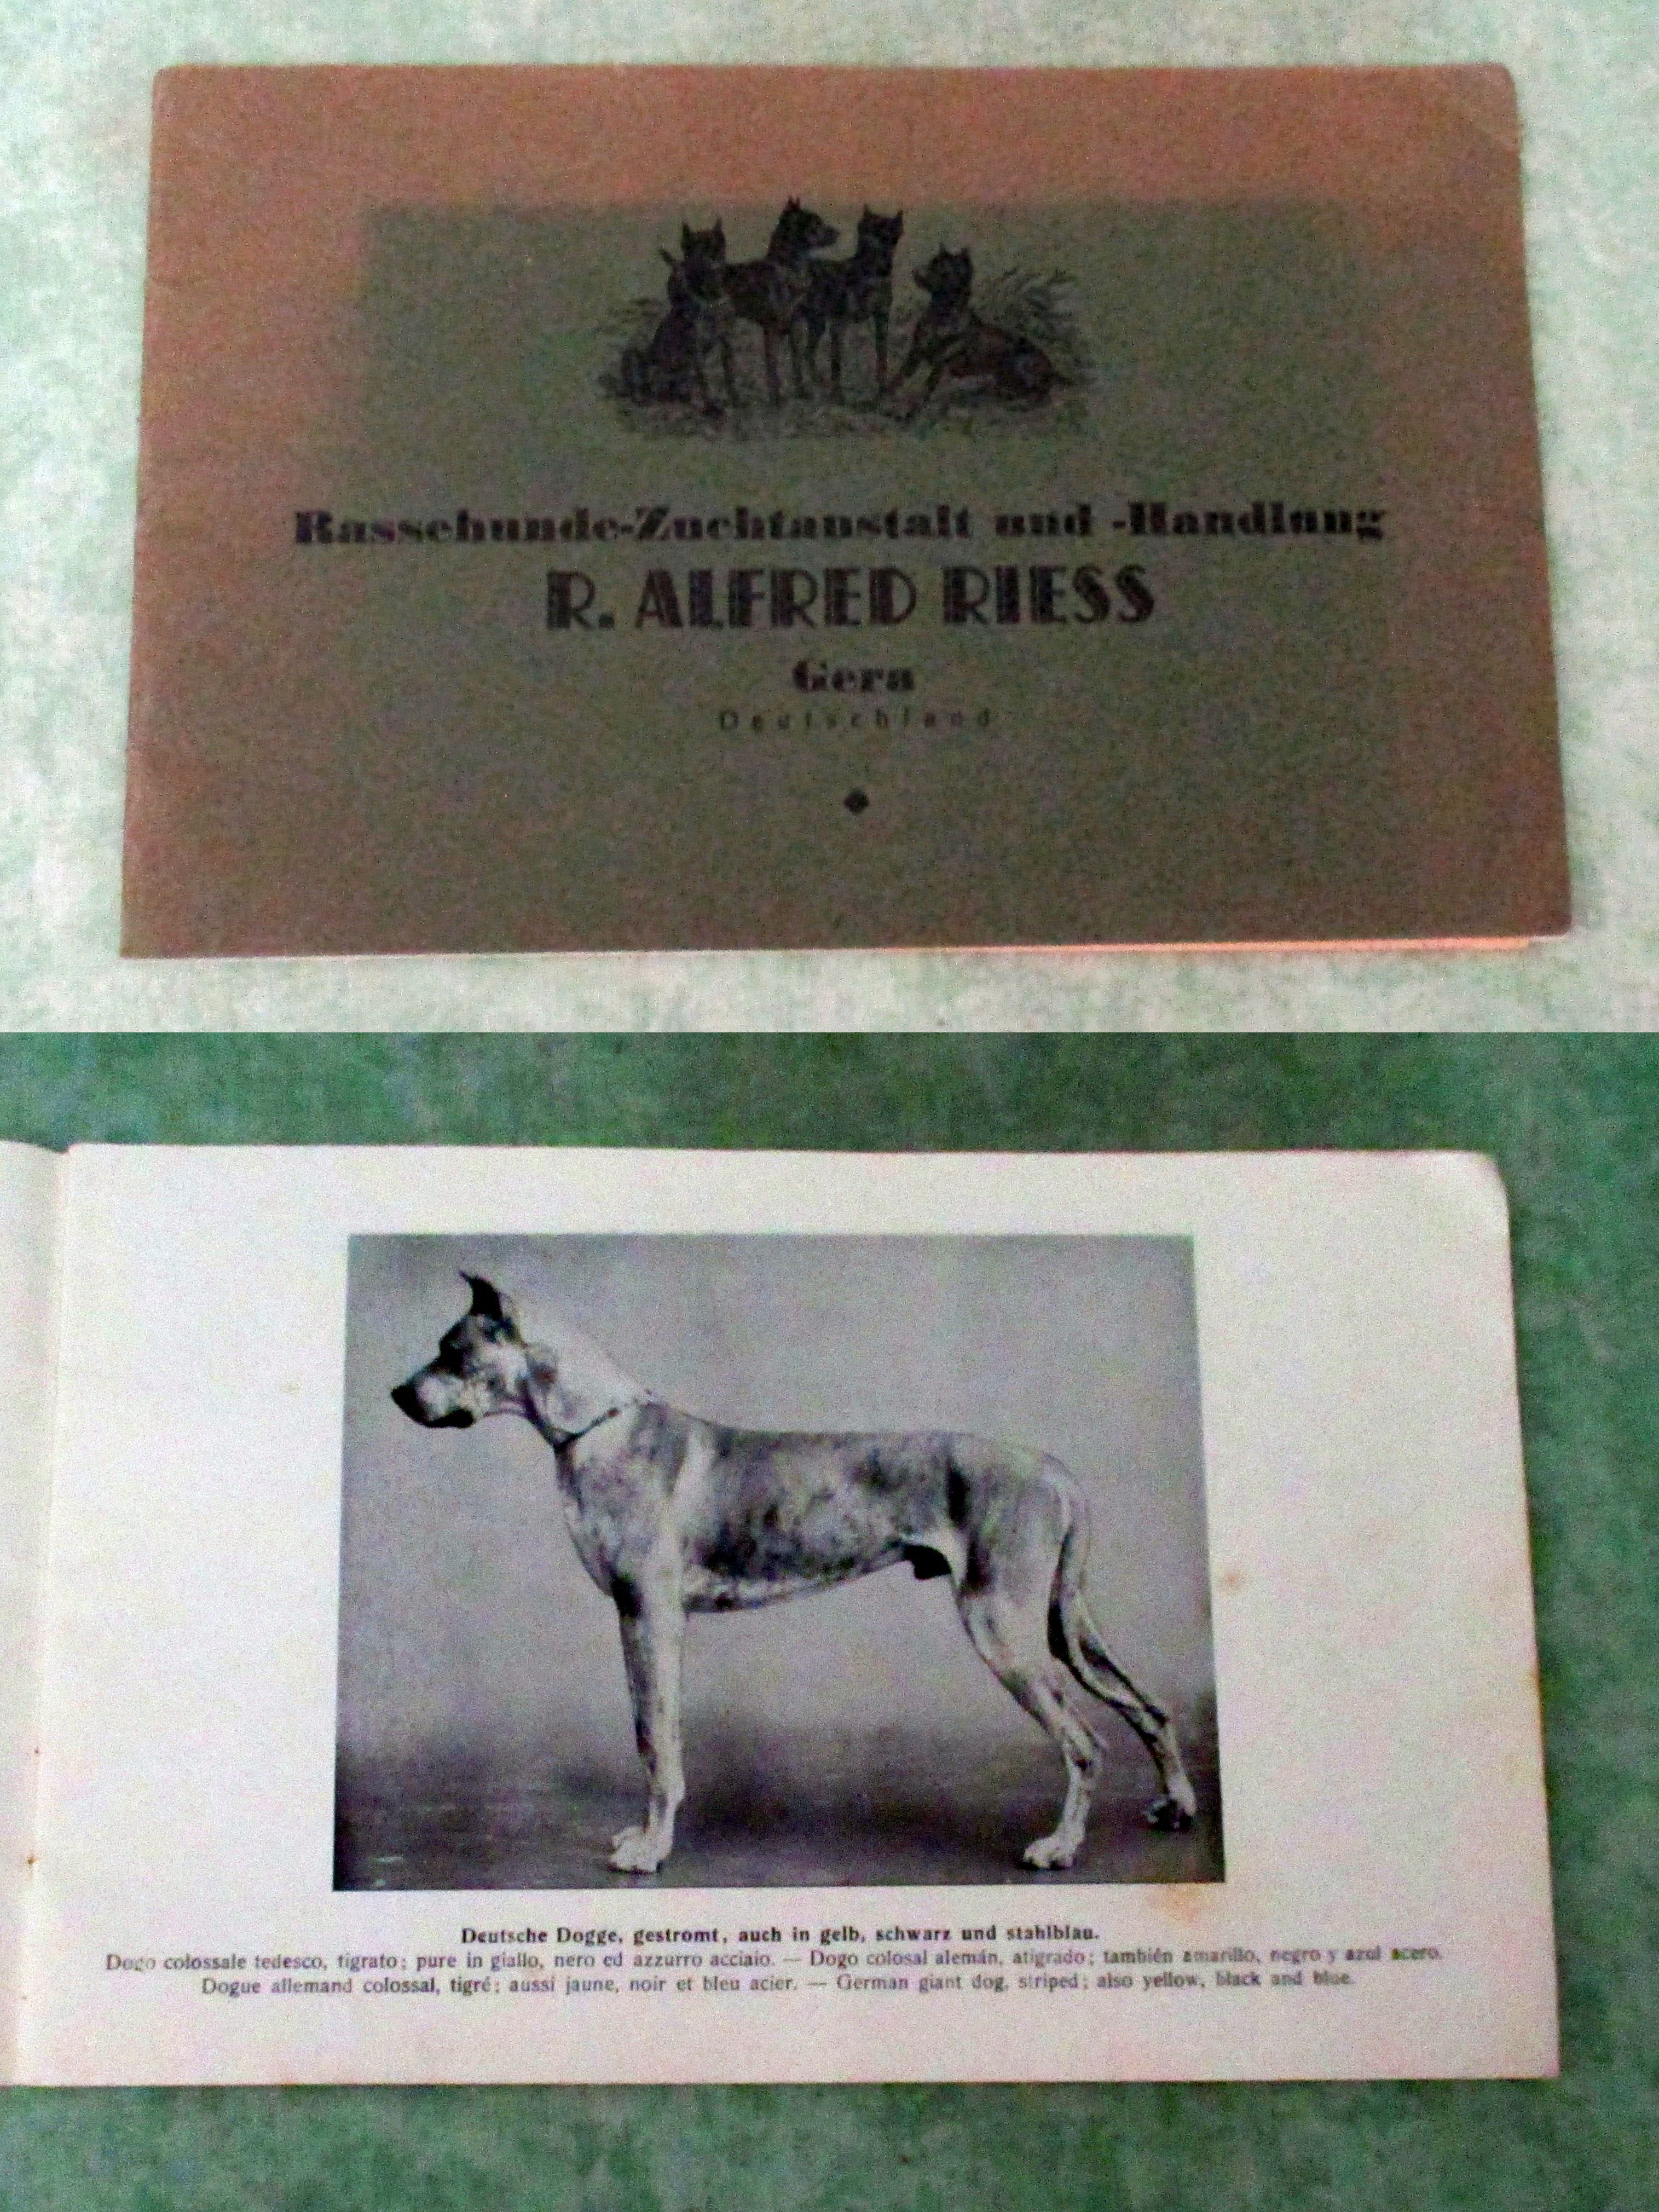 Rassehunde-Zuchtanstalt und -Handlung
R. ALFRED RIESS
Gera
Deutschland
Deutsche Dogge, gestromt, auch in gelb, schwarz und stahlblau.
Dogo colossale tedesco, tigrato; pure in giallo, nero ed azzurro acciaio. — Dogo colosal alemán, atigrado; también amarillo, negro y azul acero.
Dogue allemand colossal, tigré; aussi jaune, noir et bleu acier. — German giant dog, striped; also yellow, black and blue.